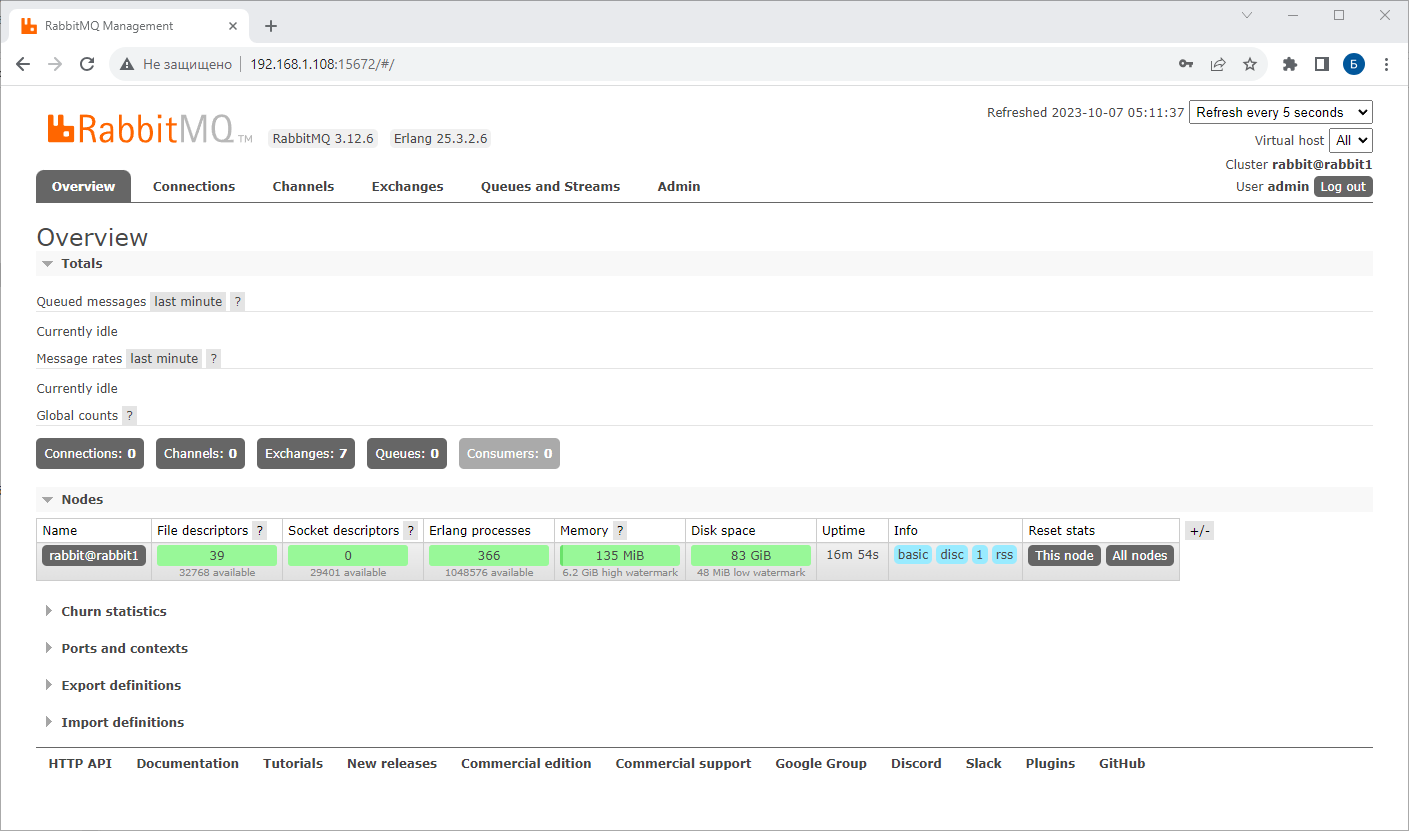 RabbitMQ Management
Не защищено 192.168.1.108:15672/#/
Б
RabbitMQ TM RabbitMQ 3.12.6 Erlang 25.3.2.6
Refreshed 2023-10-07 05:11:37 Refresh every 5 seconds
Virtual host All
Cluster rabbit@rabbit1
User admin Log out
Overview Connections Channels Exchanges Queues and Streams Admin
Overview
Totals
Queued messages last minute ?
Currently idle
Message rates last minute ?
Currently idle
Global counts ?
Connections: 0 Channels: 0 Exchanges: 7 Queues: 0 Consumers: 0
Nodes
Name File descriptors ? Socket descriptors ? Erlang processes Memory ? Disk space Uptime Info Reset stats +/-
rabbit@rabbit1 39 0 366 135 MiB 83 GiB 16m 54s basic disc 1 rss This node All nodes
32768 available 29401 available 1048576 available 6.2 GiB high watermark 48 MiB low watermark
Churn statistics
Ports and contexts
Export definitions
Import definitions
HTTP API Documentation Tutorials New releases Commercial edition Commercial support Google Group Discord Slack Plugins GitHub